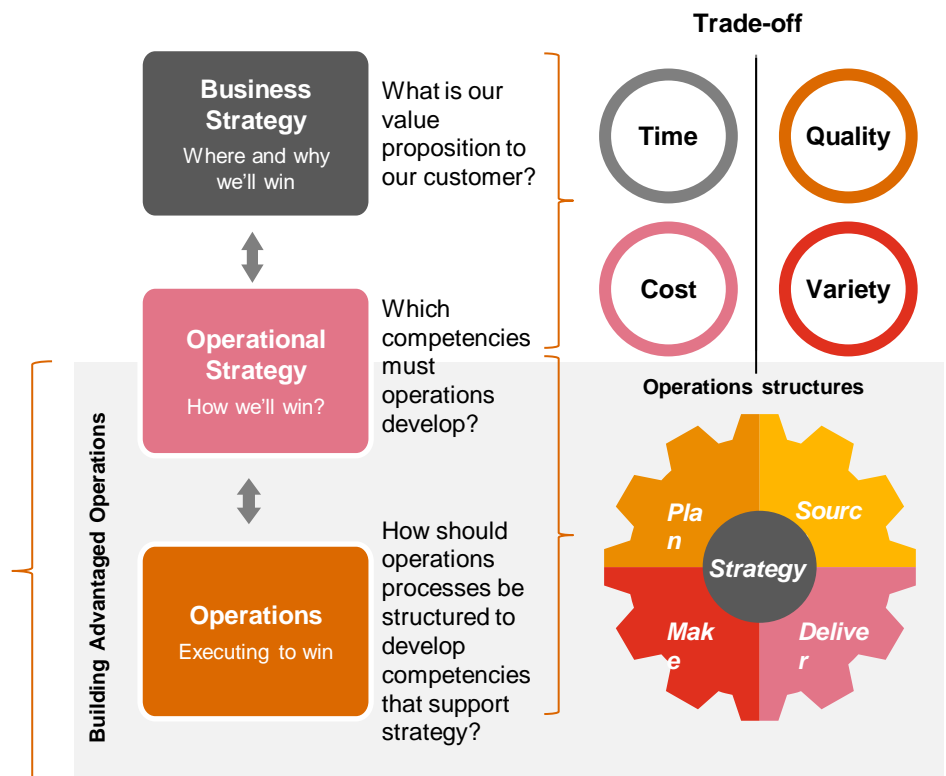 Trade-off
Business
Strategy
Where and why
we'll win
What is our
value
proposition to
our customer?
Time
Quality
Cost
Variety
Operational
Strategy
How we'll win?
Which
competencies
must
operations
develop?
Operations structures
Building Advantaged Operations
Operations
Executing to win
How should
operations
processes be
structured to
develop
competencies
that support
strategy?
Pla
n
Sourc
Strategy
Mak
e
Delive
r